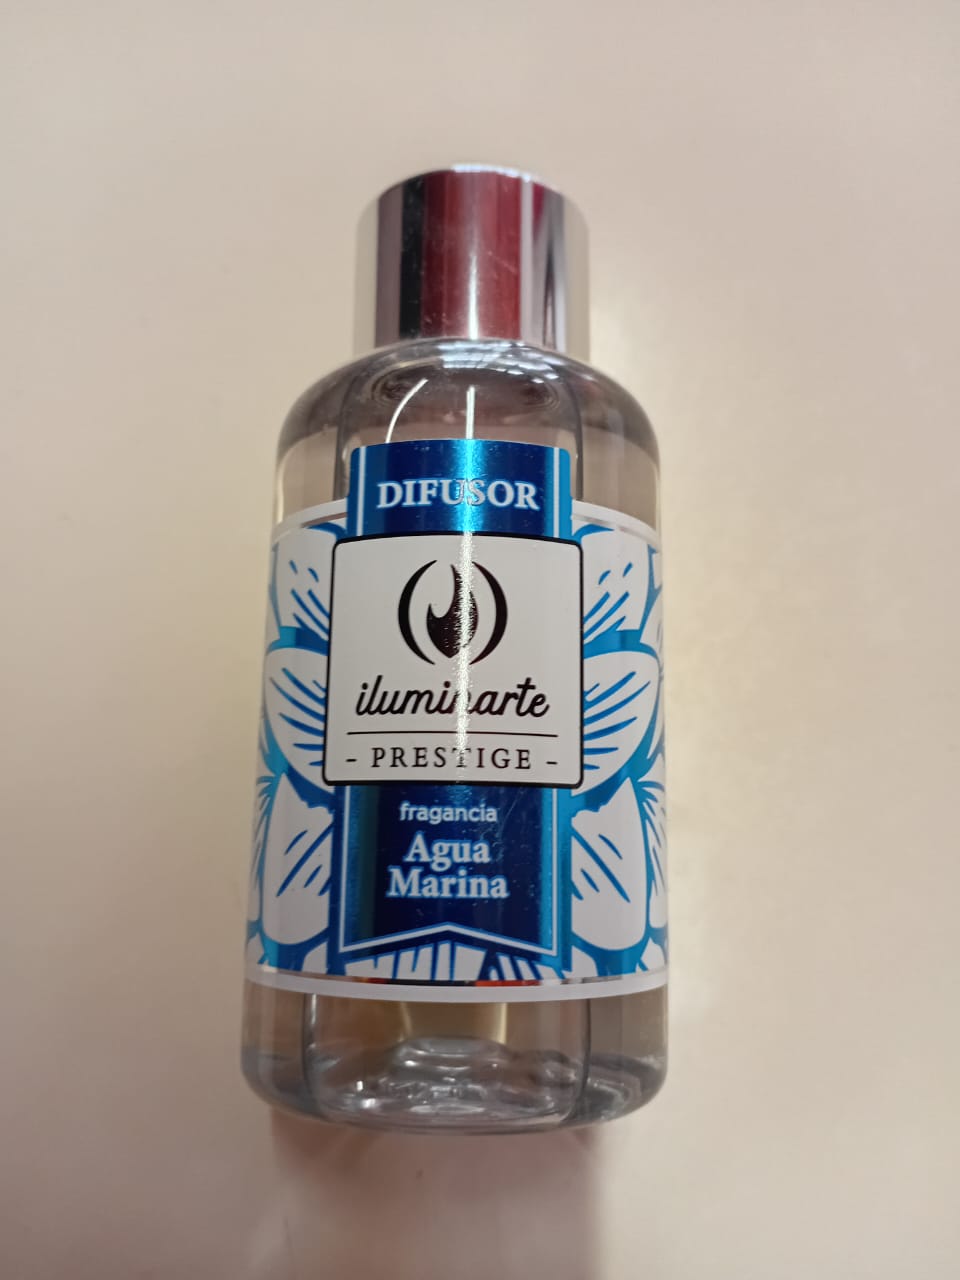 DIFUSOR
iluminarte
- PRESTIGE -
fragancia
Agua
Marina